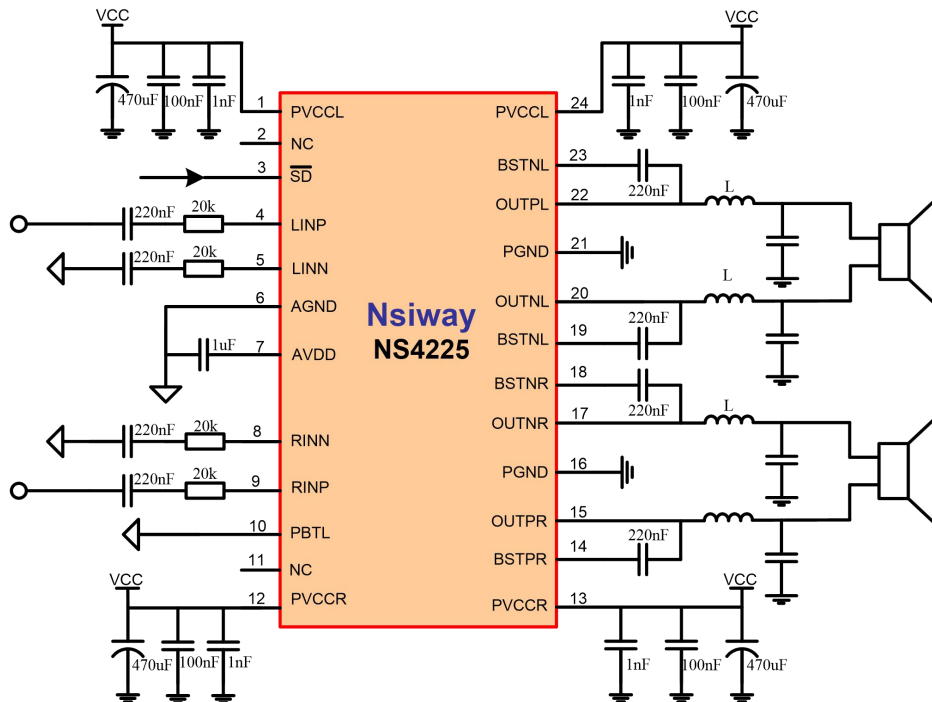 VCC
470uF 100nF 1nF
VCC
1nF 100nF 470uF
1 PVCCL
2 NC
3 SD
220nF 20k 4 LINP
220nF 20k 5 LINN
6 AGND
1uF 7 AVDD
220nF 20k 8 RINN
220nF 20k 9 RINP
10 PBTL
11 NC
12 PVCCR
Nsiway
NS4225
PVCCL 24
BSTNL 23 220nF
OUTPL 22 L
PGND 21
OUTNL 20 L
BSTNL 19 220nF
BSTNR 18 220nF
OUTNR 17 L
PGND 16
OUTPR 15
BSTPR 14 220nF
PVCCR 13
VCC
470uF 100nF 1nF
VCC
1nF 100nF 470uF